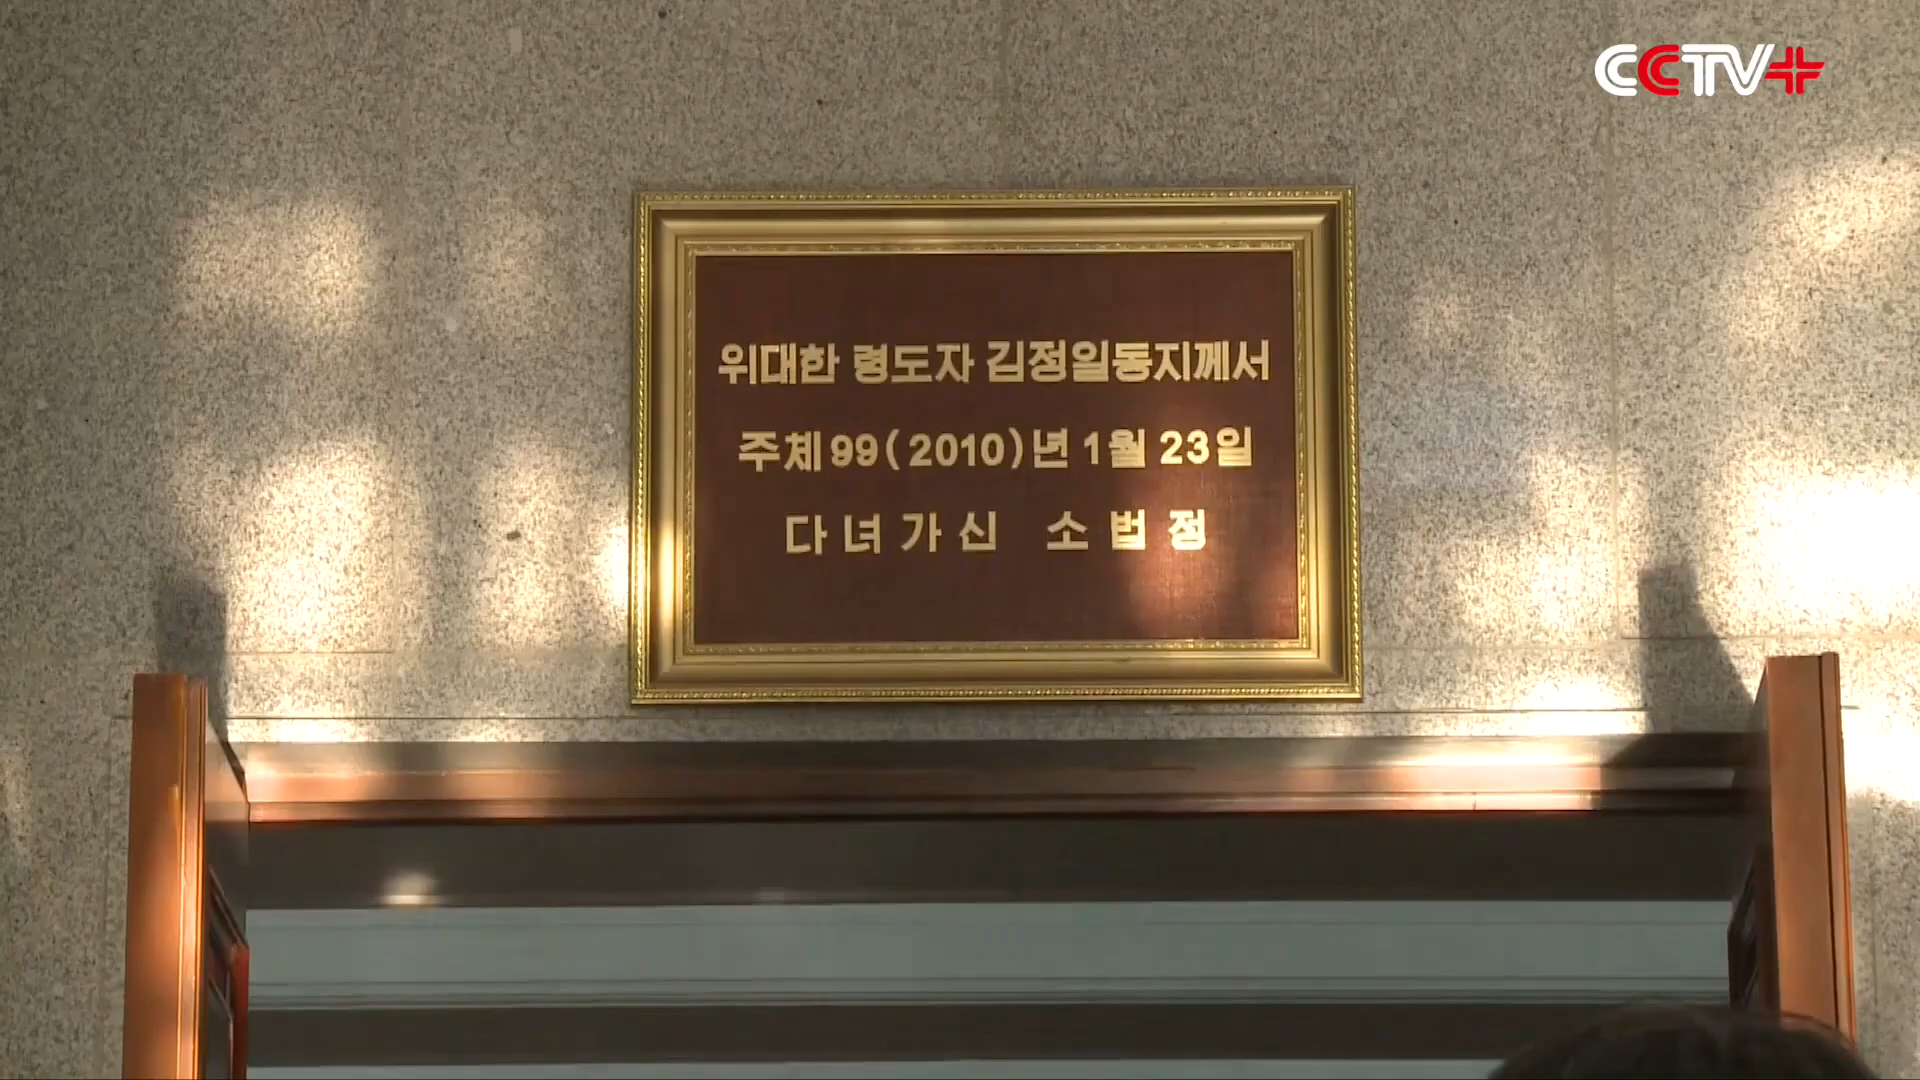 CCTV+
위대한 령도자 김정일동지께서
주체99(2010)년 1월 23일
다녀가신 소법정